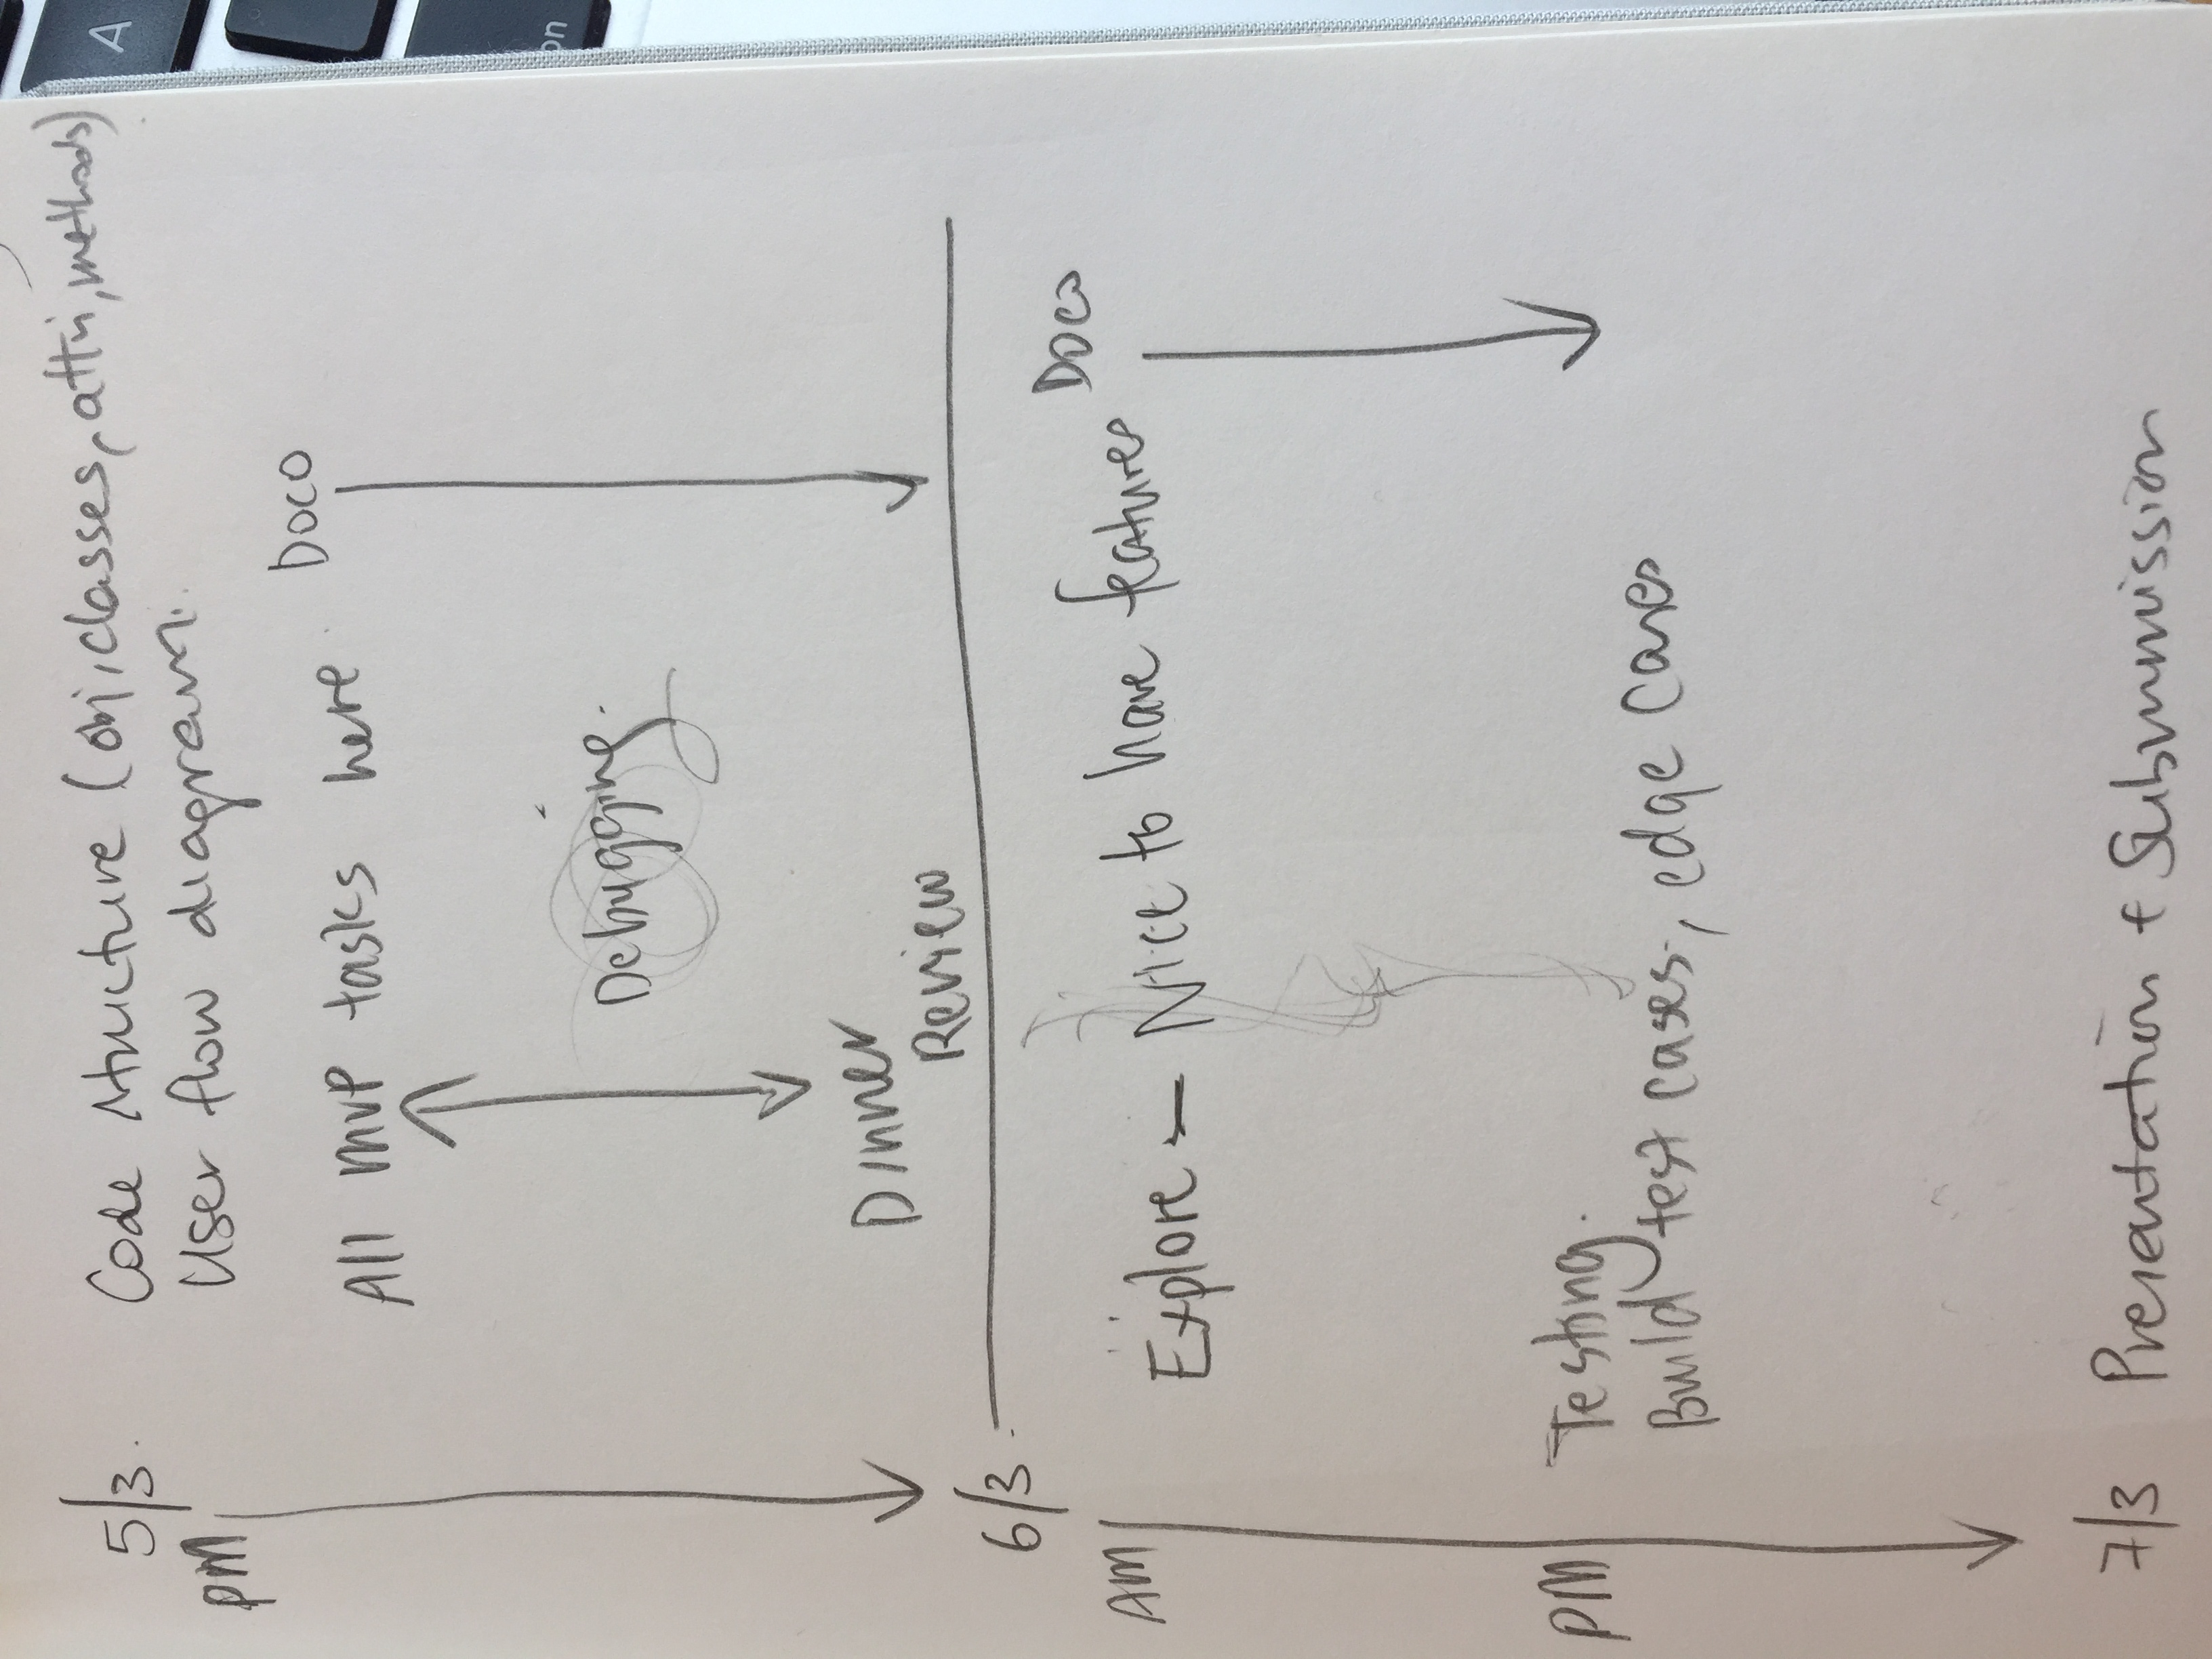 5/3. Code structure (obj, classes, attri, methods)
PM User flow diagram.
All MVP tasks here. Doco
Debugging.
Dinner
Review
6/3.
AM Explore - Nice to have features Doco
PM Testing.
Build test cases, edge cases
7/3 Presentation + Submmission
A
on